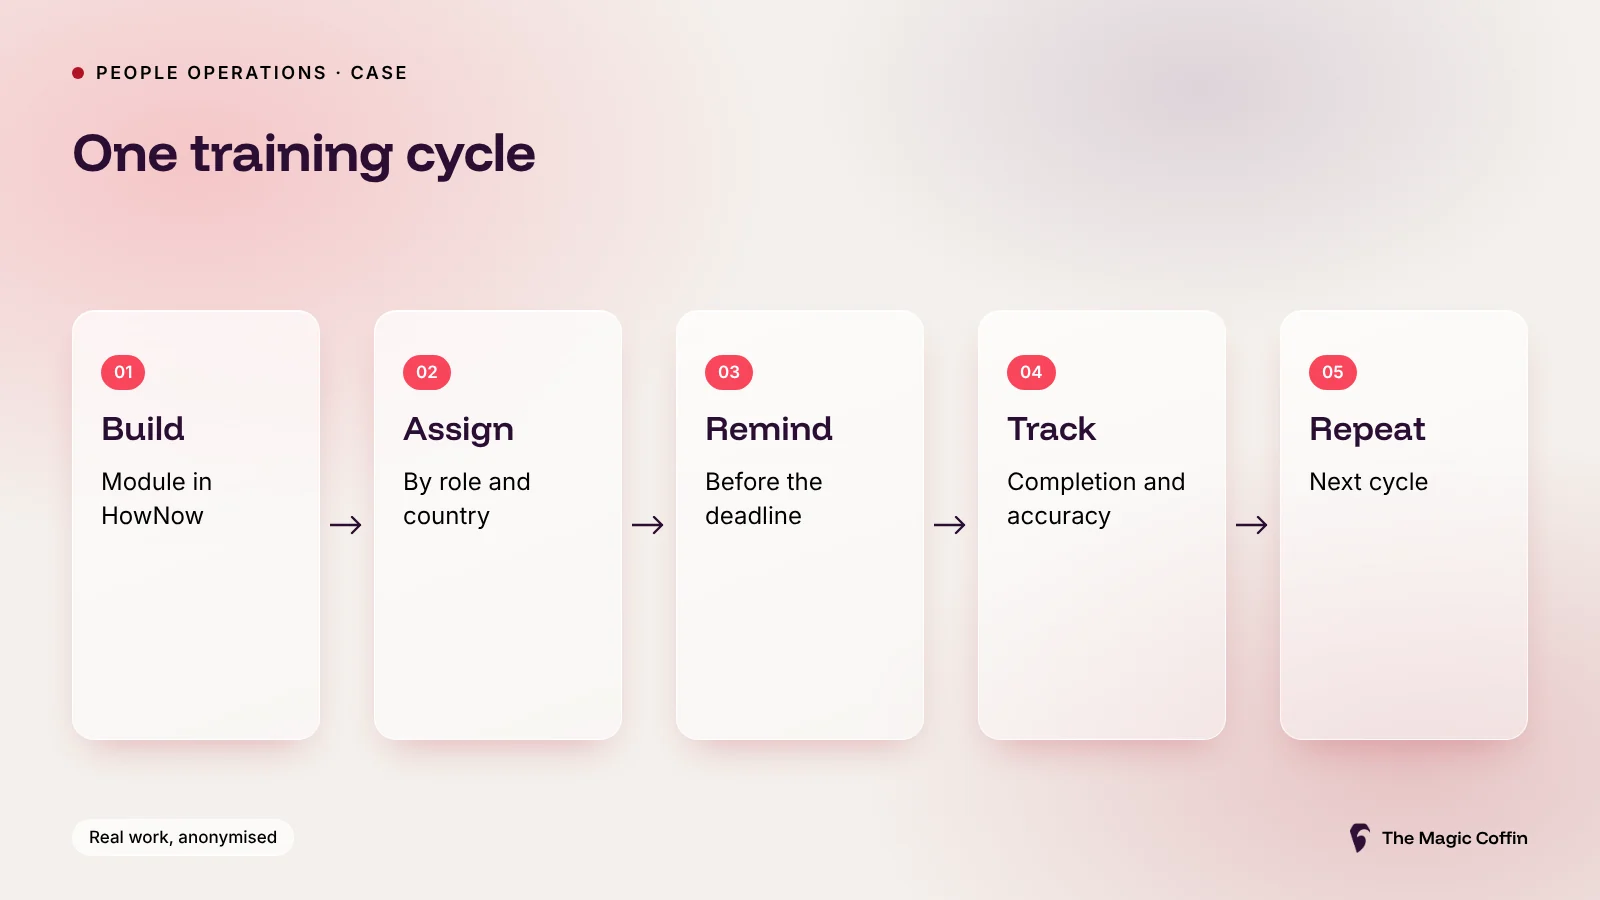 PEOPLE OPERATIONS · CASE
One training cycle
01
Build
Module in
HowNow
02
Assign
By role and
country
03
Remind
Before the
deadline
04
Track
Completion and
accuracy
05
Repeat
Next cycle
Real work, anonymised
The Magic Coffin